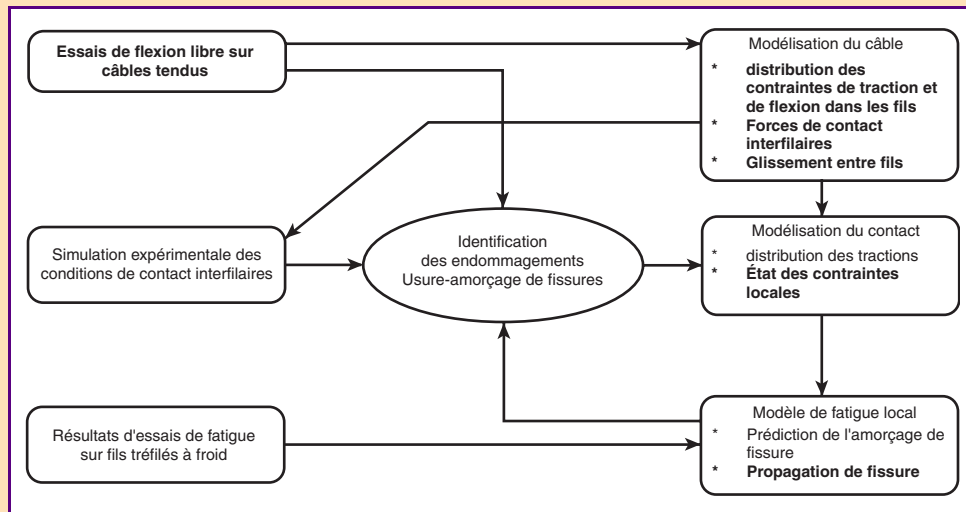 Essais de flexion libre sur
câbles tendus
Modélisation du câble
* distribution des
contraintes de traction et
de flexion dans les fils
* Forces de contact
interfilaires
* Glissement entre fils
Simulation expérimentale des
conditions de contact interfilaires
Identification
des endommagements
Usure-amorçage de fissures
Modélisation du contact
* distribution des tractions
* État des contraintes
locales
Résultats d'essais de fatigue
sur fils tréfilés à froid
Modèle de fatigue local
* Prédiction de l'amorçage de
fissure
* Propagation de fissure